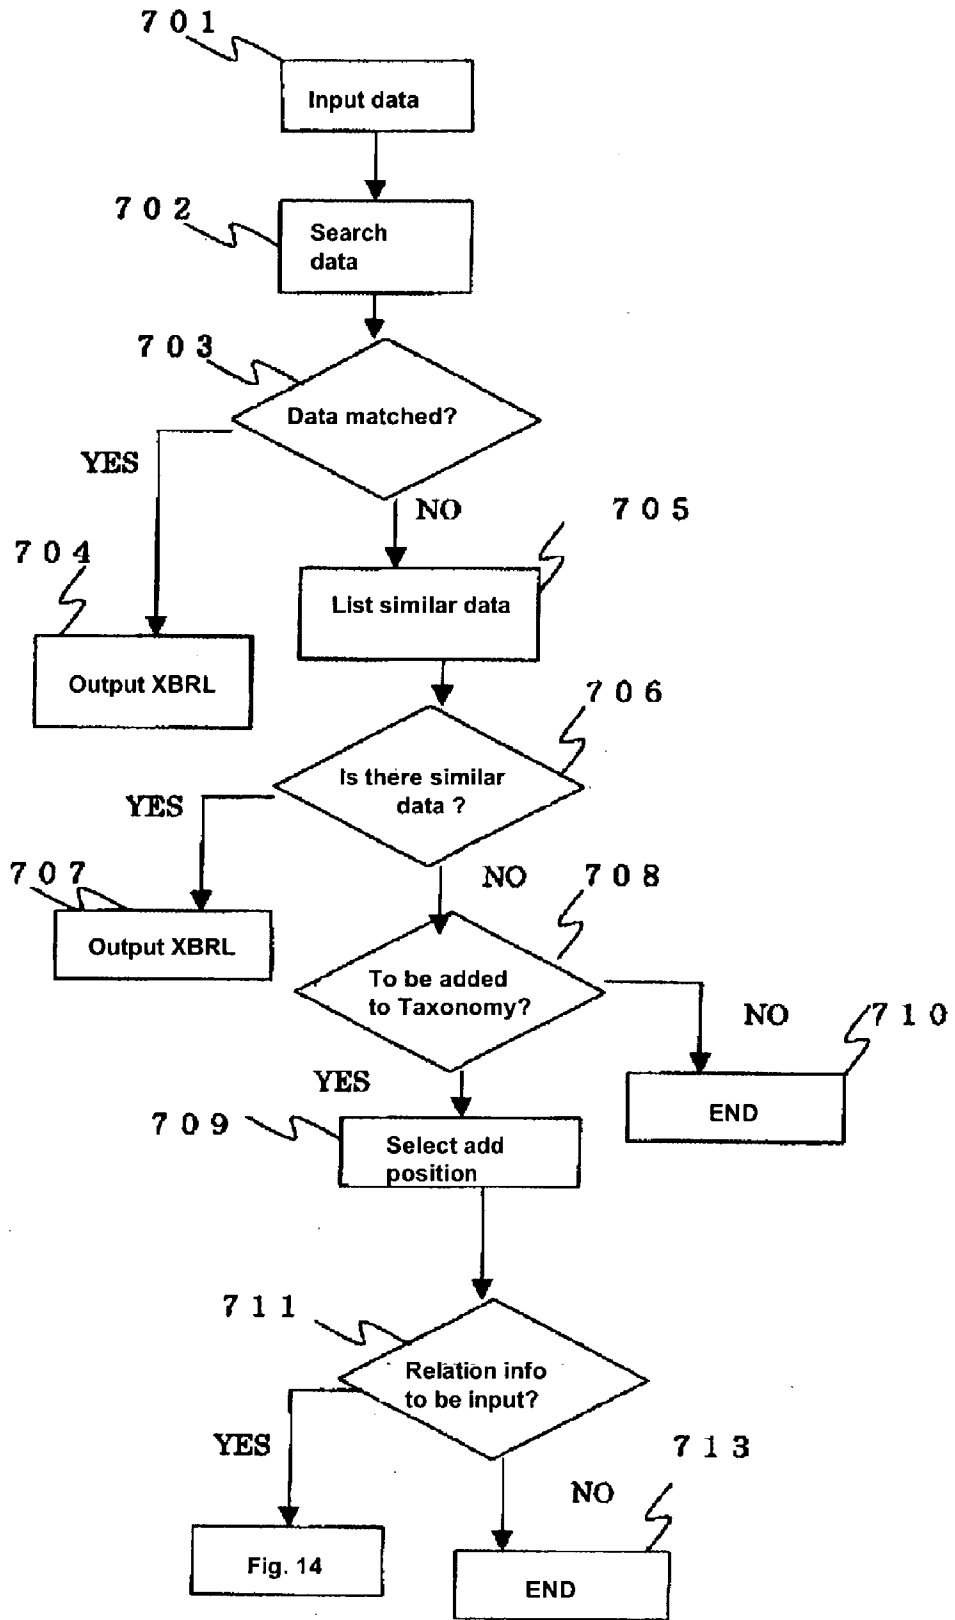 701
Input data
702
Search
data
703
Data matched?
YES
NO
705
704
List similar data
Output XBRL
706
Is there similar
data ?
YES
NO
708
707
Output XBRL
To be added
to Taxonomy?
NO
710
YES
END
709
Select add
position
711
Relation info
to be input?
YES
713
NO
Fig. 14
END